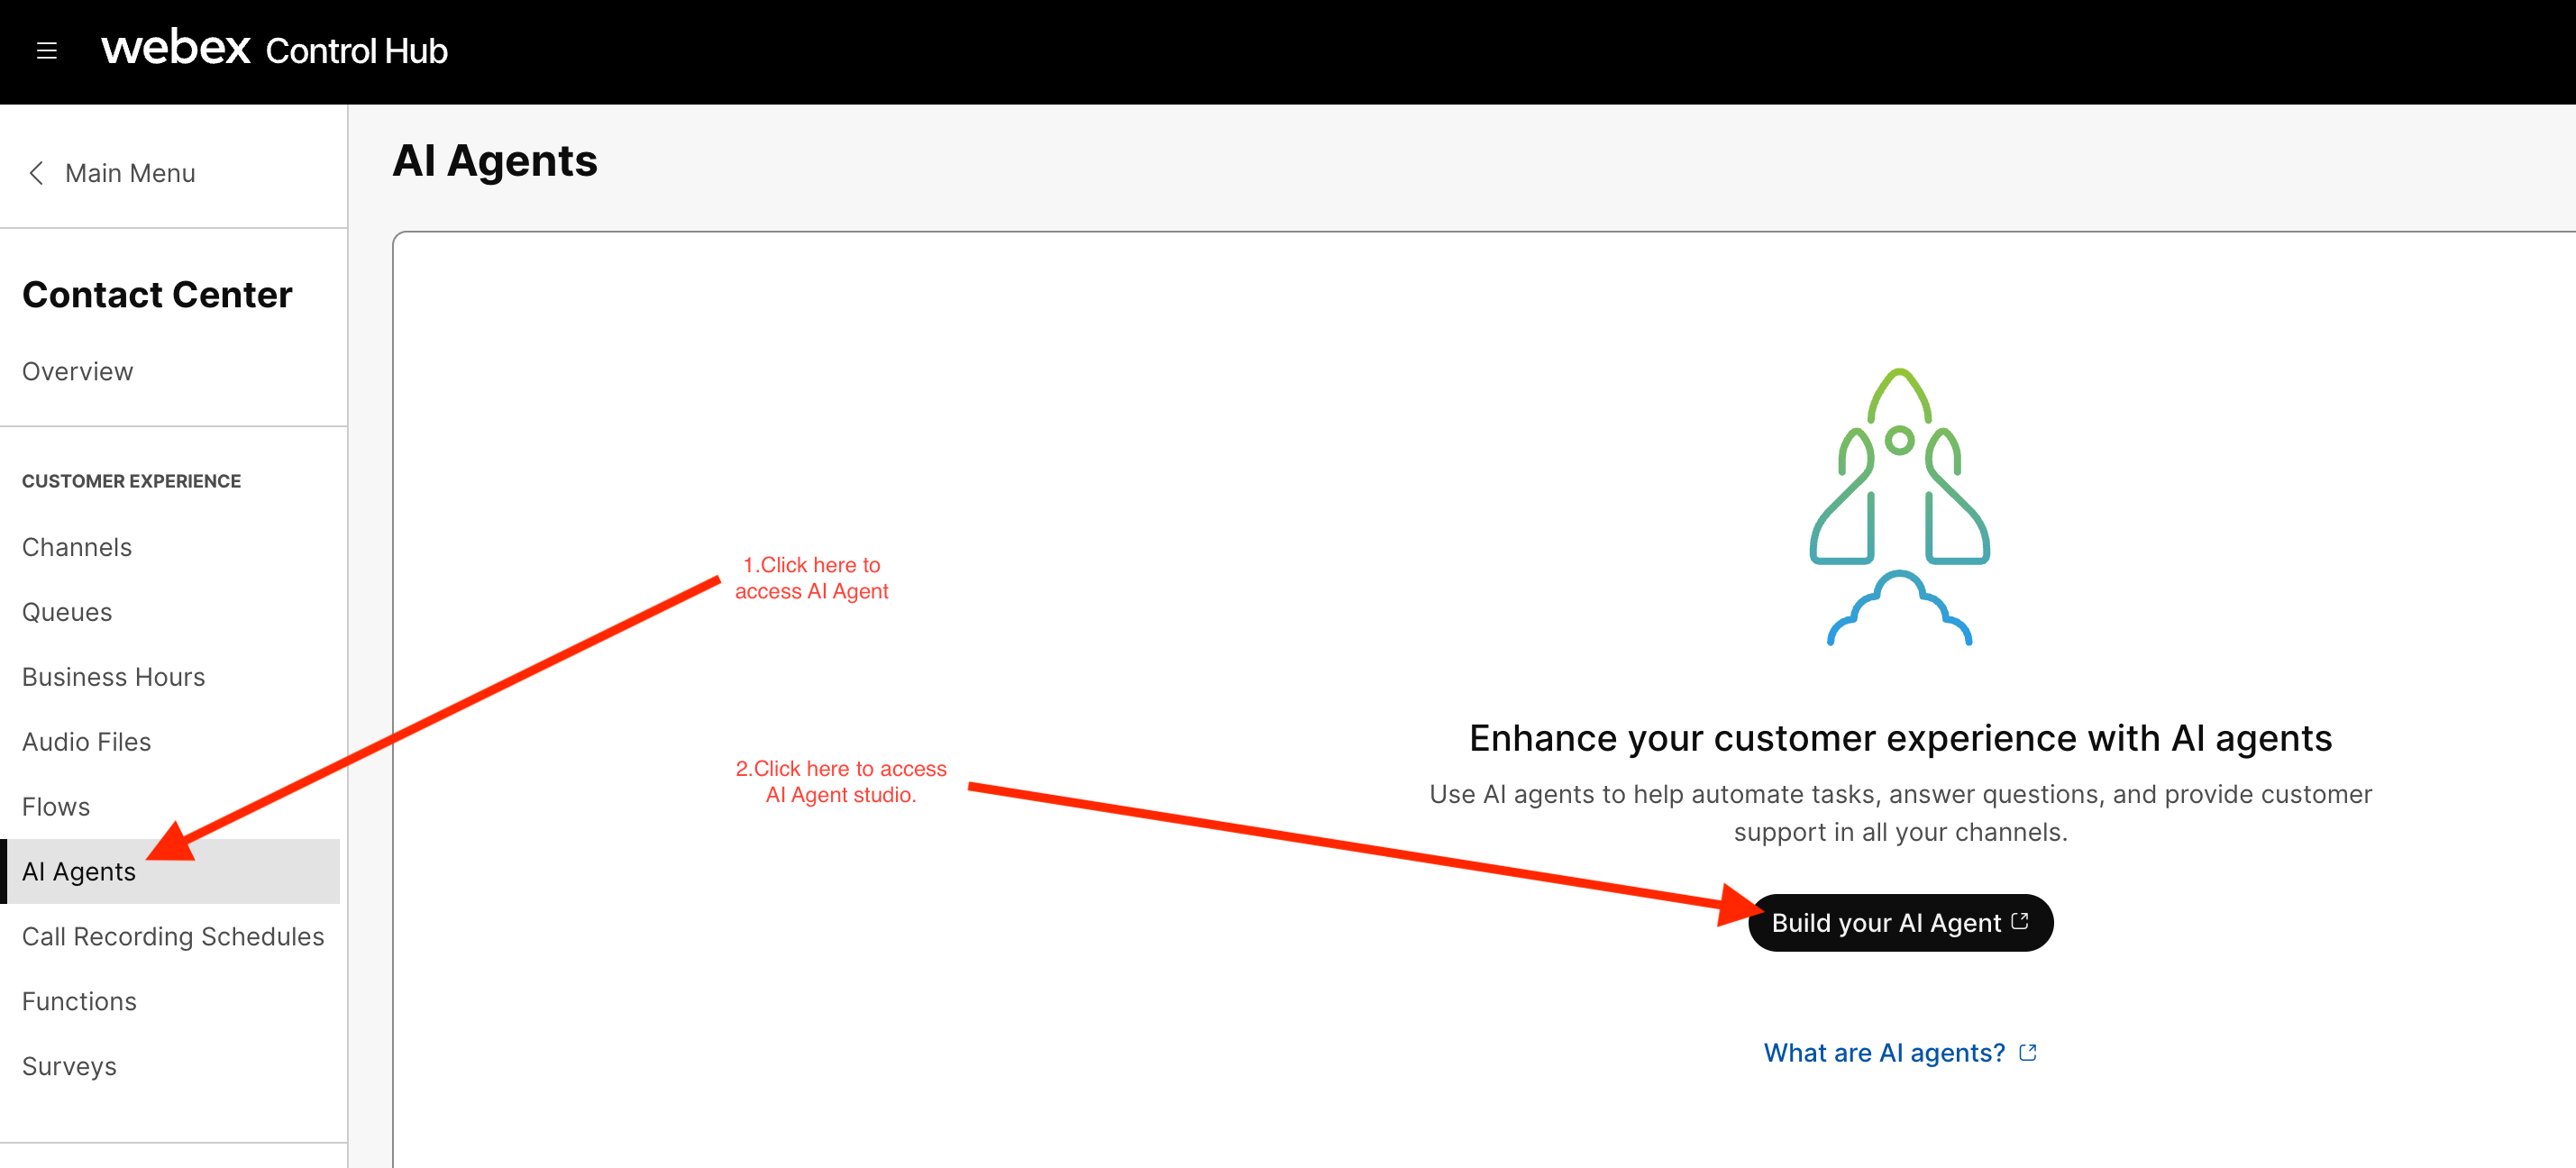 webex Control Hub
Main Menu
Contact Center
Overview
CUSTOMER EXPERIENCE
Channels
Queues
Business Hours
Audio Files
Flows
AI Agents
Call Recording Schedules
Functions
Surveys
AI Agents
1.Click here to
access AI Agent
2.Click here to access
AI Agent studio.
Enhance your customer experience with AI agents
Use AI agents to help automate tasks, answer questions, and provide customer
support in all your channels.
Build your AI Agent
What are AI agents?